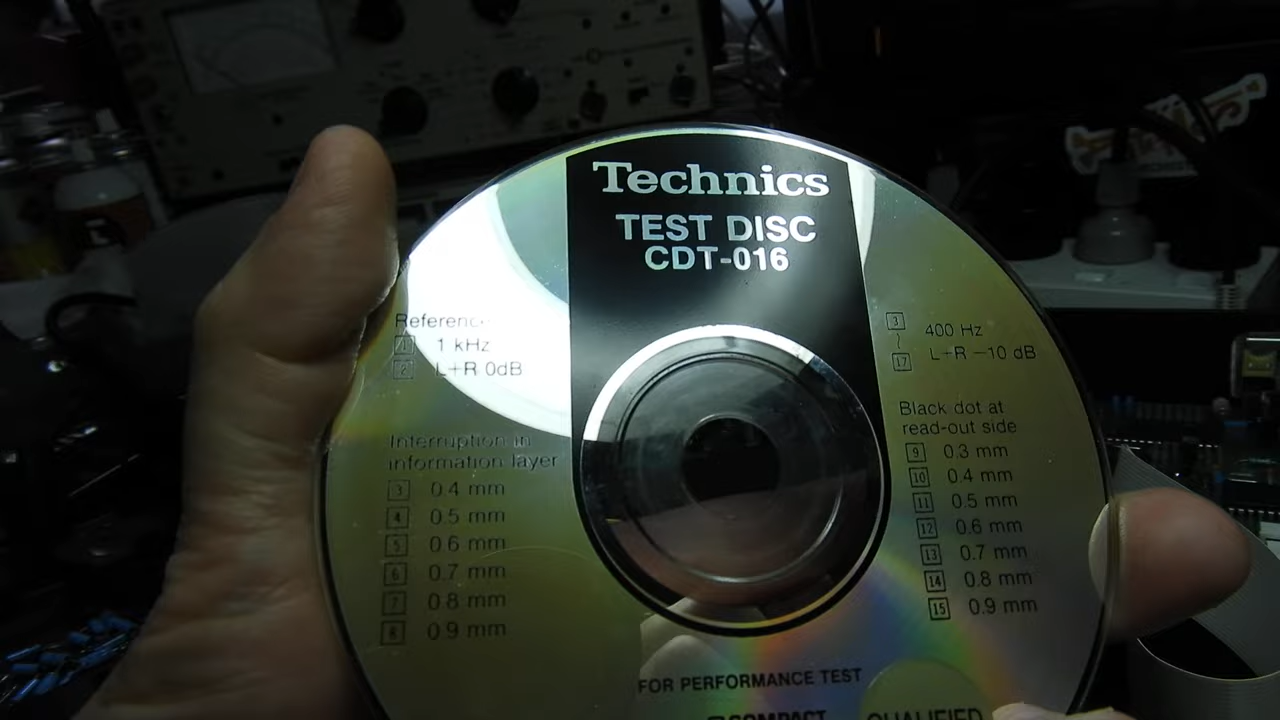 Technics
TEST DISC
CDT-016
Reference
1 1 kHz
2 L+R 0dB
Interruption in
information layer
3 0.4 mm
4 0.5 mm
5 0.6 mm
6 0.7 mm
7 0.8 mm
8 0.9 mm
3 400 Hz
~
17 L+R −10 dB
Black dot at
read-out side
9 0.3 mm
10 0.4 mm
11 0.5 mm
12 0.6 mm
13 0.7 mm
14 0.8 mm
15 0.9 mm
FOR PERFORMANCE TEST
COMPACT
QUALIFIED